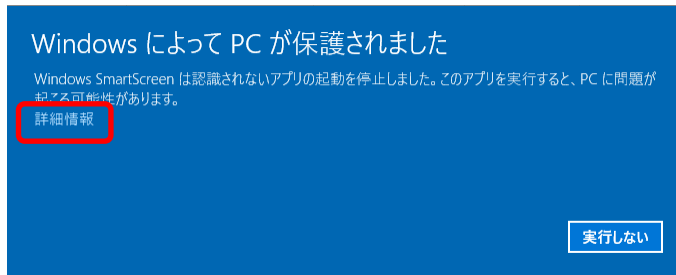 Windows によって PC が保護されました
Windows SmartScreen は認識されないアプリの起動を停止しました。このアプリを実行すると、PC に問題が
起こる可能性があります。
詳細情報
実行しない